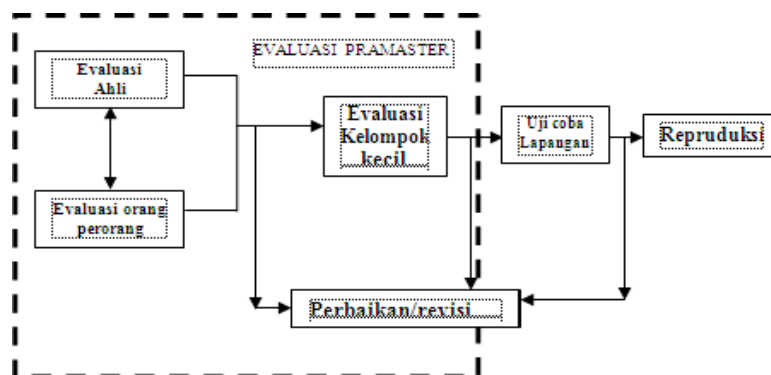 EVALUASI PRAMASTER
Evaluasi
Ahli
Evaluasi orang
perorang
Evaluasi
Kelompok
kecil
Uji coba
Lapangan
Repruduksi
Perbaikan/revisi